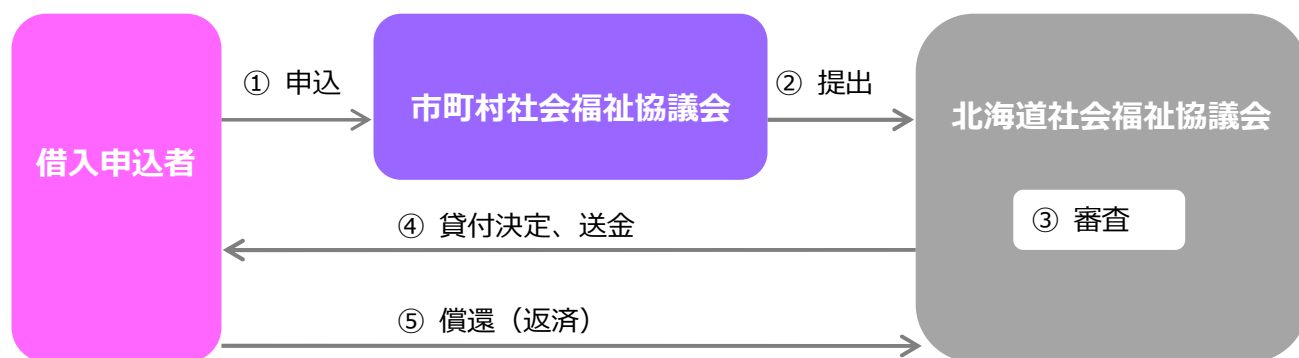 ① 申込
② 提出
市町村社会福祉協議会
北海道社会福祉協議会
借入申込者
③ 審査
④ 貸付決定、送金
⑤ 償還（返済）